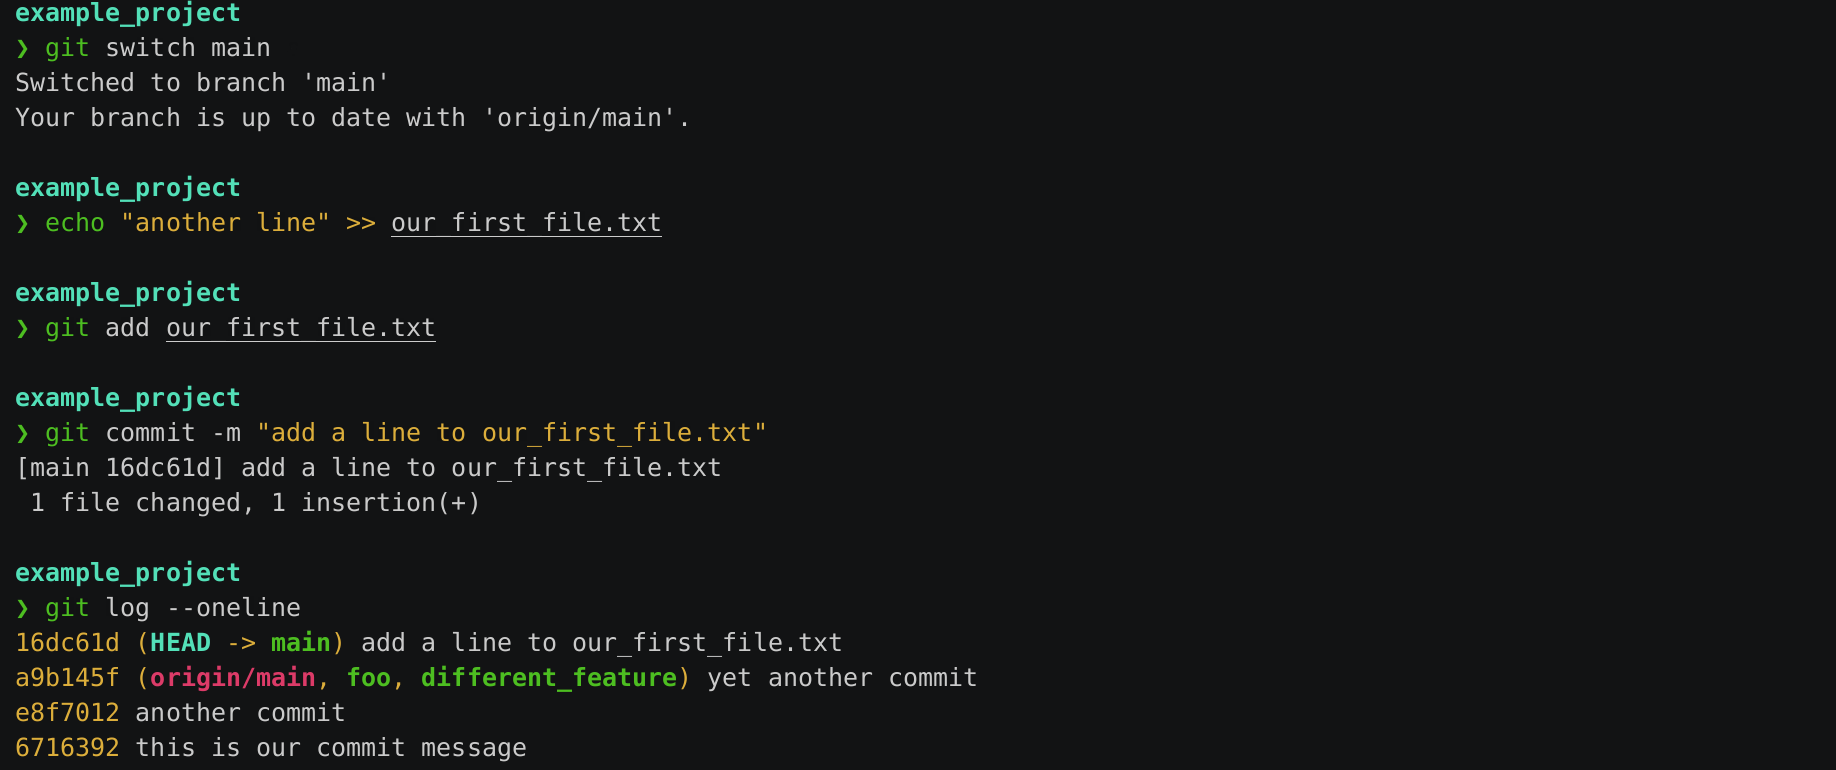 example_project
❯ git switch main
Switched to branch 'main'
Your branch is up to date with 'origin/main'.
example_project
❯ echo "another line" >> our_first_file.txt
example_project
❯ git add our_first_file.txt
example_project
❯ git commit -m "add a line to our_first_file.txt"
[main 16dc61d] add a line to our_first_file.txt
 1 file changed, 1 insertion(+)
example_project
❯ git log --oneline
16dc61d (HEAD -> main) add a line to our_first_file.txt
a9b145f (origin/main, foo, different_feature) yet another commit
e8f7012 another commit
6716392 this is our commit message